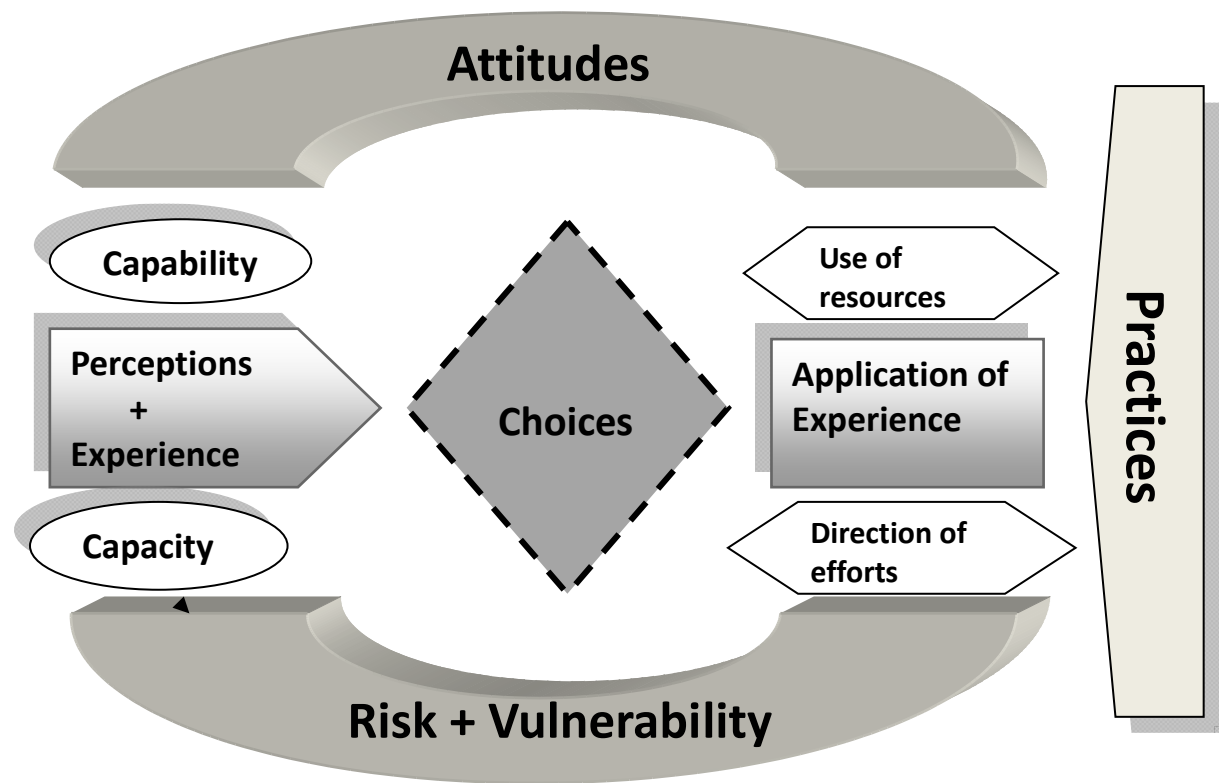 Attitudes
Capability
Perceptions
+
Experience
Capacity
Choices
Use of
resources
Application of
Experience
Direction of
efforts
Practices
Risk + Vulnerability